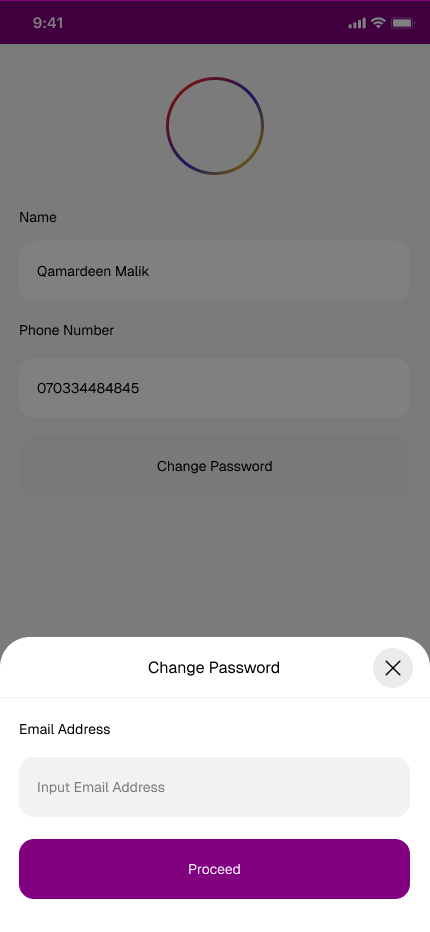 9:41
Name
Qamardeen Malik
Phone Number
070334484845
Change Password
Change Password
Email Address
Input Email Address
Proceed